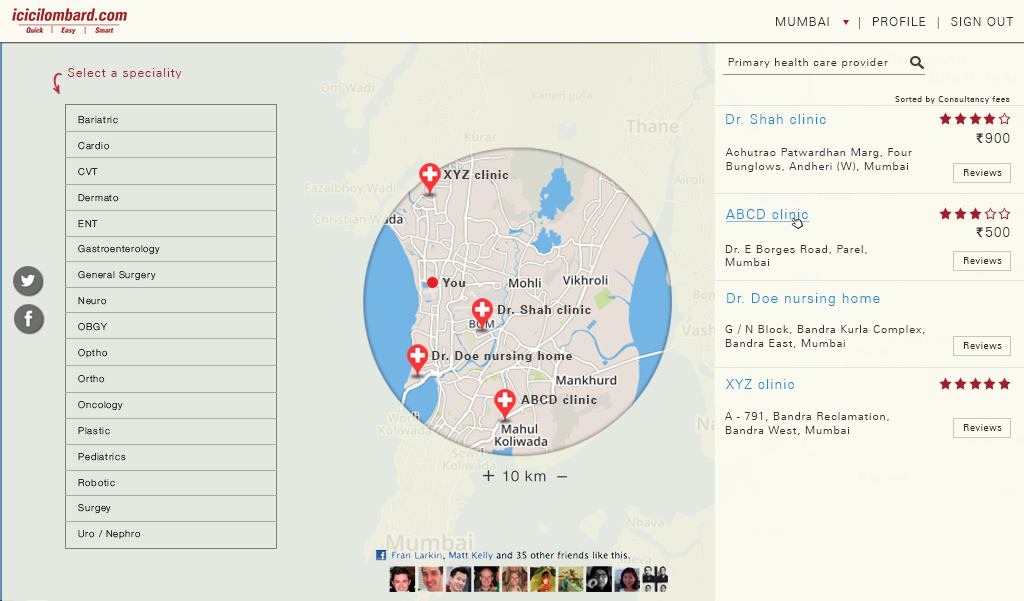 icicilombard.com
Quick | Easy | Smart
MUMBAI ▼ | PROFILE | SIGN OUT
Select a speciality
Bariatric
Cardio
CVT
Dermato
ENT
Gastroenterology
General Surgery
Neuro
OBGY
Optho
Ortho
Oncology
Plastic
Pediatrics
Robotic
Surgey
Uro / Nephro
Om Wadi
kaneri gufa
Kurar
Thane
Airoli
Fazalbhoy Wadi
Christian Wada
XYZ clinic
You
Mohli
Vikhroli
Dr. Shah clinic
BOM
Vash
Dr. Doe nursing home
Mankhurd
ABCD clinic
Worli
Koliwada
Mahul
Koliwada
Na
Sewri
Koliwada
+ 10 km –
Nhava
Mumbai
Fran Larkin, Matt Kelly and 35 other friends like this.
Primary health care provider
Sorted by Consultancy fees
Dr. Shah clinic
₹900
Achutrao Patwardhan Marg, Four
Bunglows, Andheri (W), Mumbai
Reviews
ABCD clinic
₹500
Dr. E Borges Road, Parel,
Mumbai
Reviews
Dr. Doe nursing home
G / N Block, Bandra Kurla Complex,
Bandra East, Mumbai
Reviews
XYZ clinic
A - 791, Bandra Reclamation,
Bandra West, Mumbai
Reviews